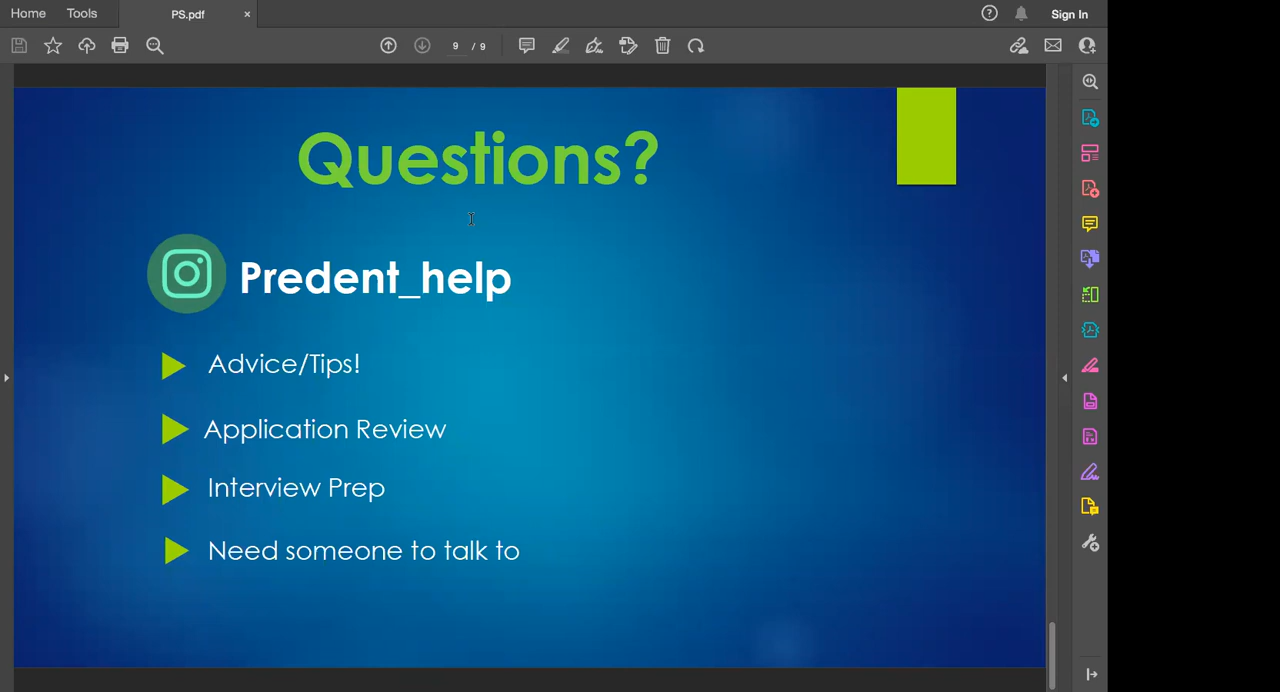 Home Tools PS.pdf × Sign In
9 / 9
Questions?
Predent_help
Advice/Tips!
Application Review
Interview Prep
Need someone to talk to